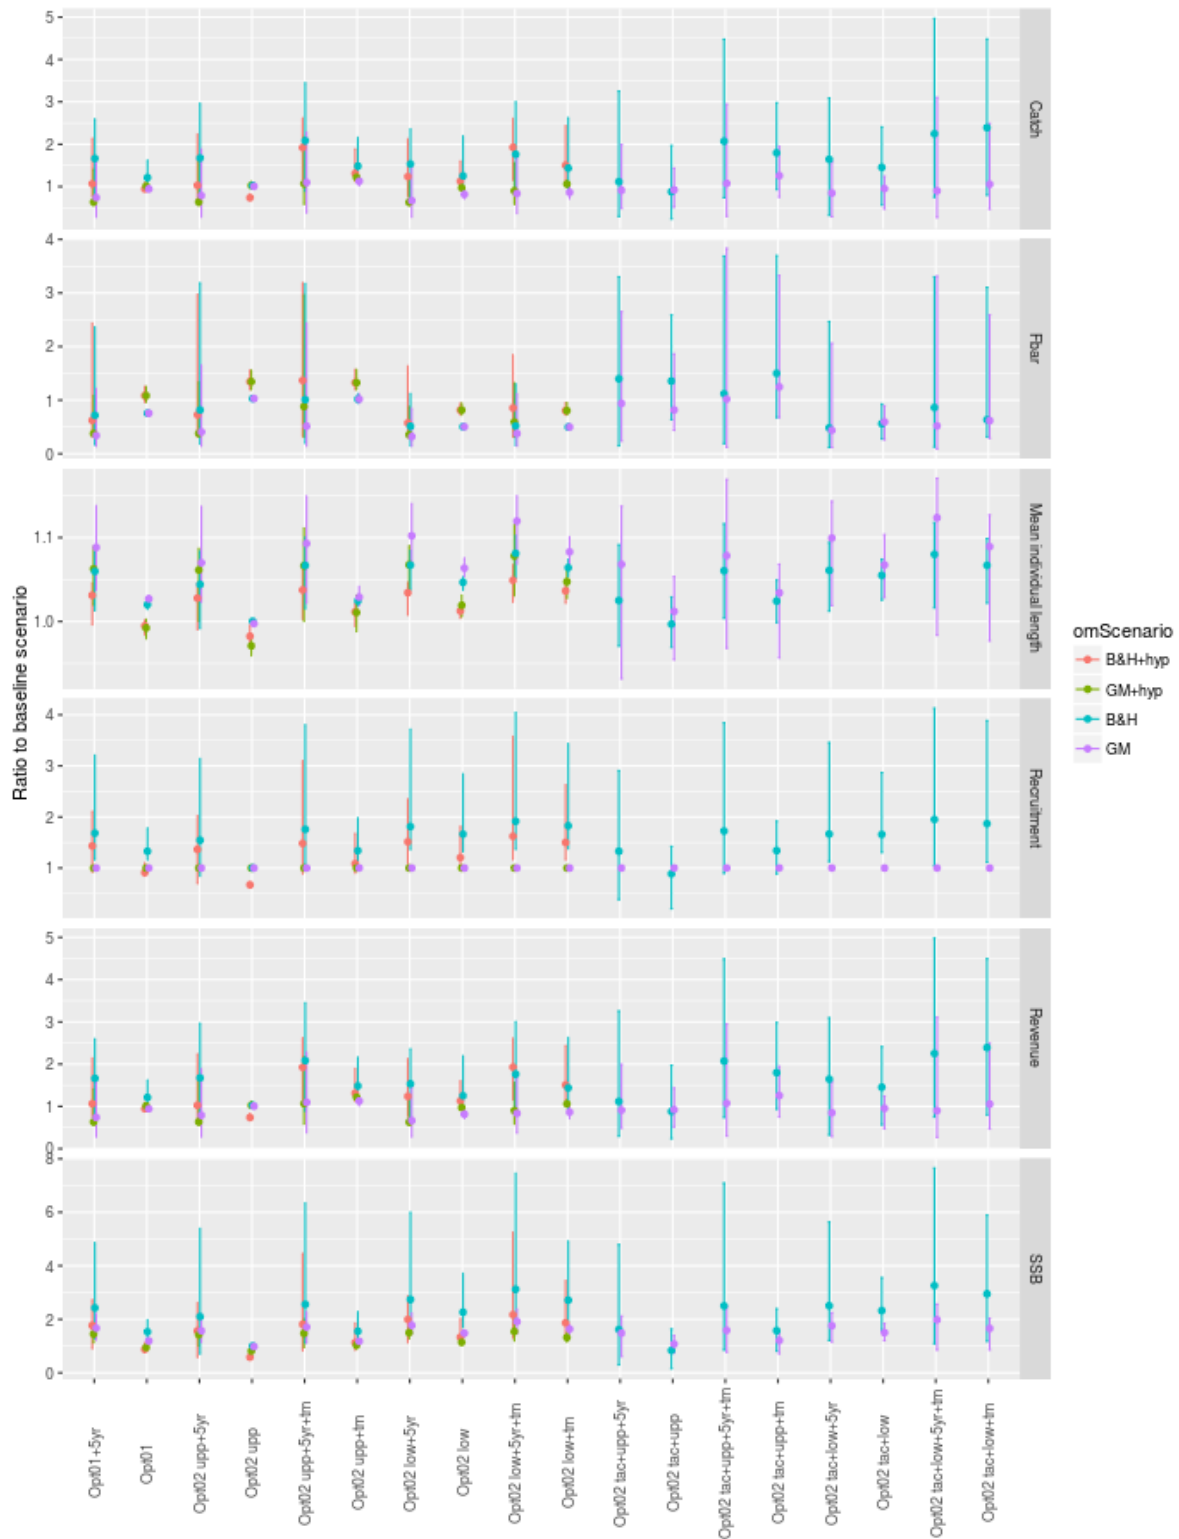 5
4
3
2
1
Catch
4
3
2
1
0
Fbar
1.1
1.0
Mean individual length
4
3
2
1
Recruitment
5
4
3
2
1
0
Revenue
8
6
4
2
0
SSB
Ratio to baseline scenario
Opt01+5yr
Opt01
Opt02 upp+5yr
Opt02 upp
Opt02 upp+5yr+tm
Opt02 upp+tm
Opt02 low+5yr
Opt02 low
Opt02 low+5yr+tm
Opt02 low+tm
Opt02 tac+upp+5yr
Opt02 tac+upp
Opt02 tac+upp+5yr+tm
Opt02 tac+upp+tm
Opt02 tac+low+5yr
Opt02 tac+low
Opt02 tac+low+5yr+tm
Opt02 tac+low+tm
omScenario
B&H+hyp
GM+hyp
B&H
GM